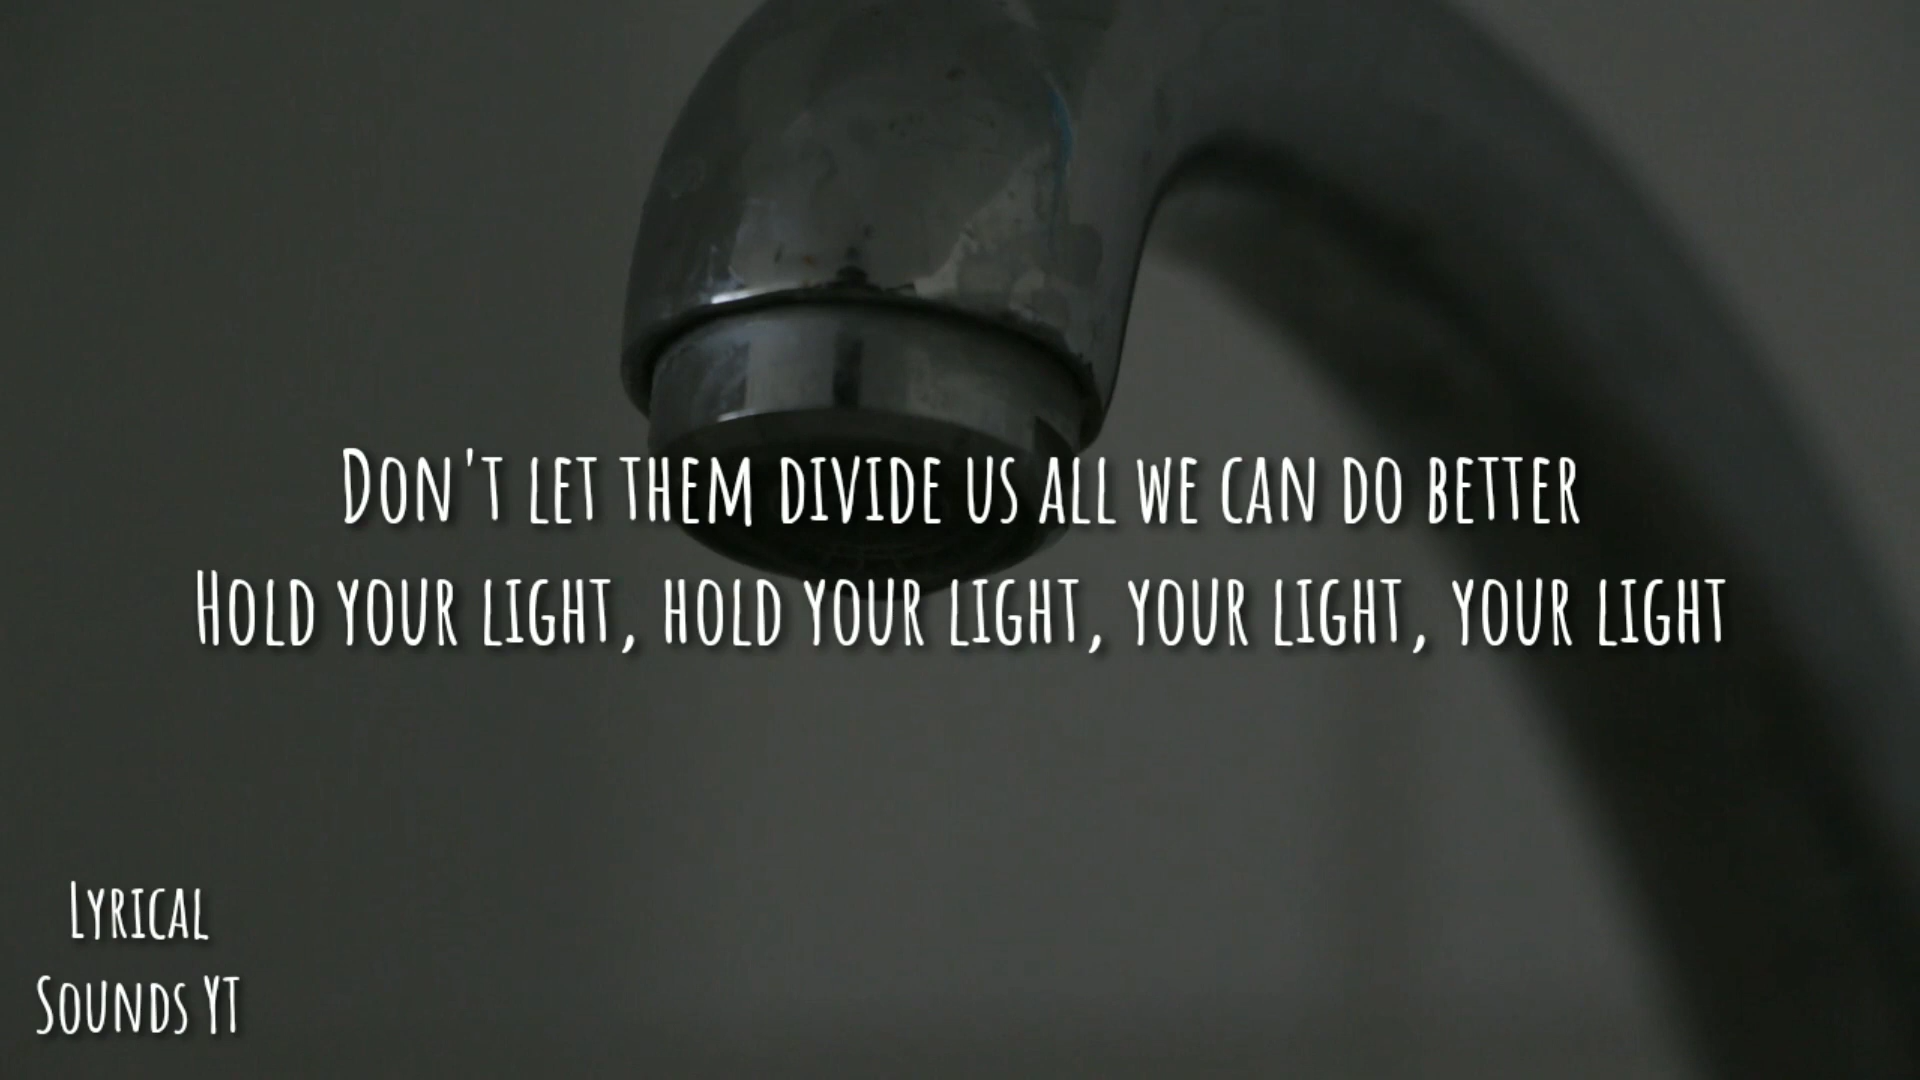 Don't let them divide us all we can do better
Hold your light, hold your light, your light, your light
Lyrical
Sounds YT